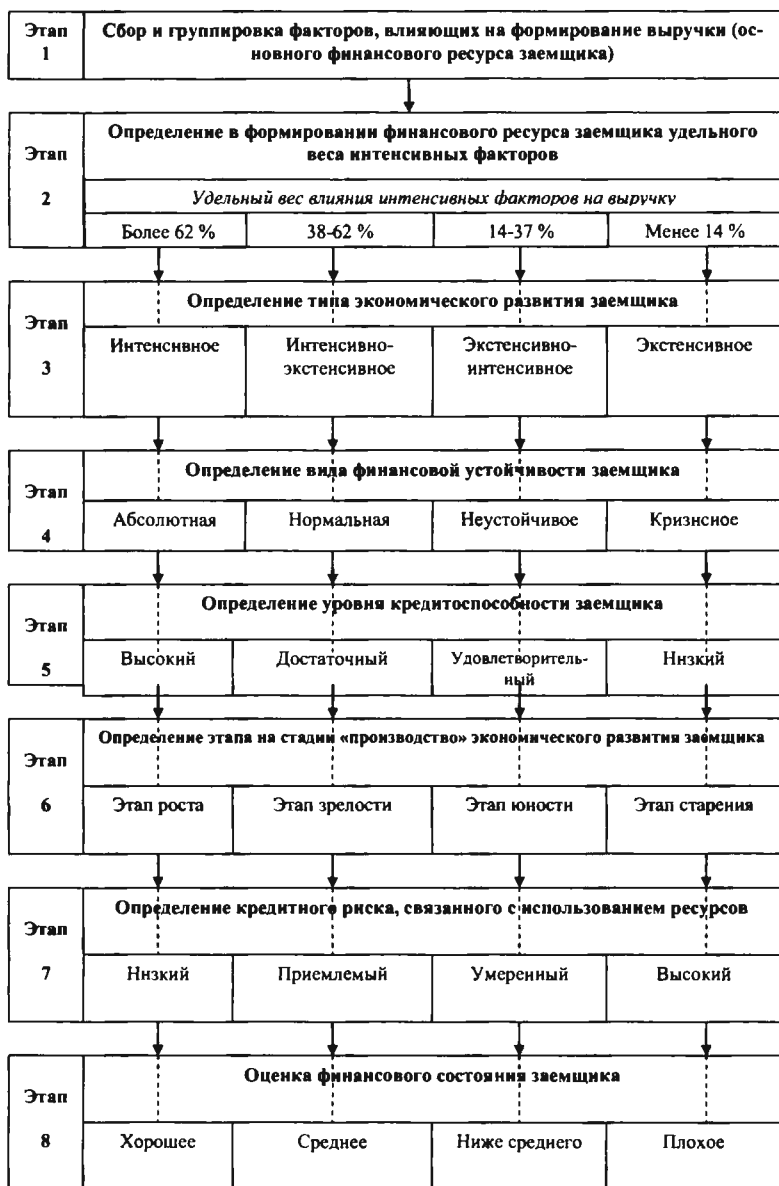 Этап
1
Сбор и группировка факторов, влияющих на формирование выручки (ос-
новного финансового ресурса заемщика)
Этап
2
Определение в формировании финансового ресурса заемщика удельного
веса интенсивных факторов
Удельный вес влияния интенсивных факторов на выручку
Более 62 % 38-62 % 14-37 % Менее 14 %
Этап
3
Определение типа экономического развития заемщика
Интенсивное Интенсивно- Экстенсивно- Экстенсивное
экстенсивное интенсивное
Этап
4
Определение вида финансовой устойчивости заемщика
Абсолютная Нормальная Неустойчивое Кризисное
Этап
5
Определение уровня кредитоспособности заемщика
Высокий Достаточный Удовлетворитель- Низкий
ный
Этап
6
Определение этапа на стадии «производство» экономического развития заемщика
Этап роста Этап зрелости Этап юности Этап старения
Этап
7
Определение кредитного риска, связанного с использованием ресурсов
Низкий Приемлемый Умеренный Высокий
Этап
8
Оценка финансового состояния заемщика
Хорошее Среднее Ниже среднего Плохое